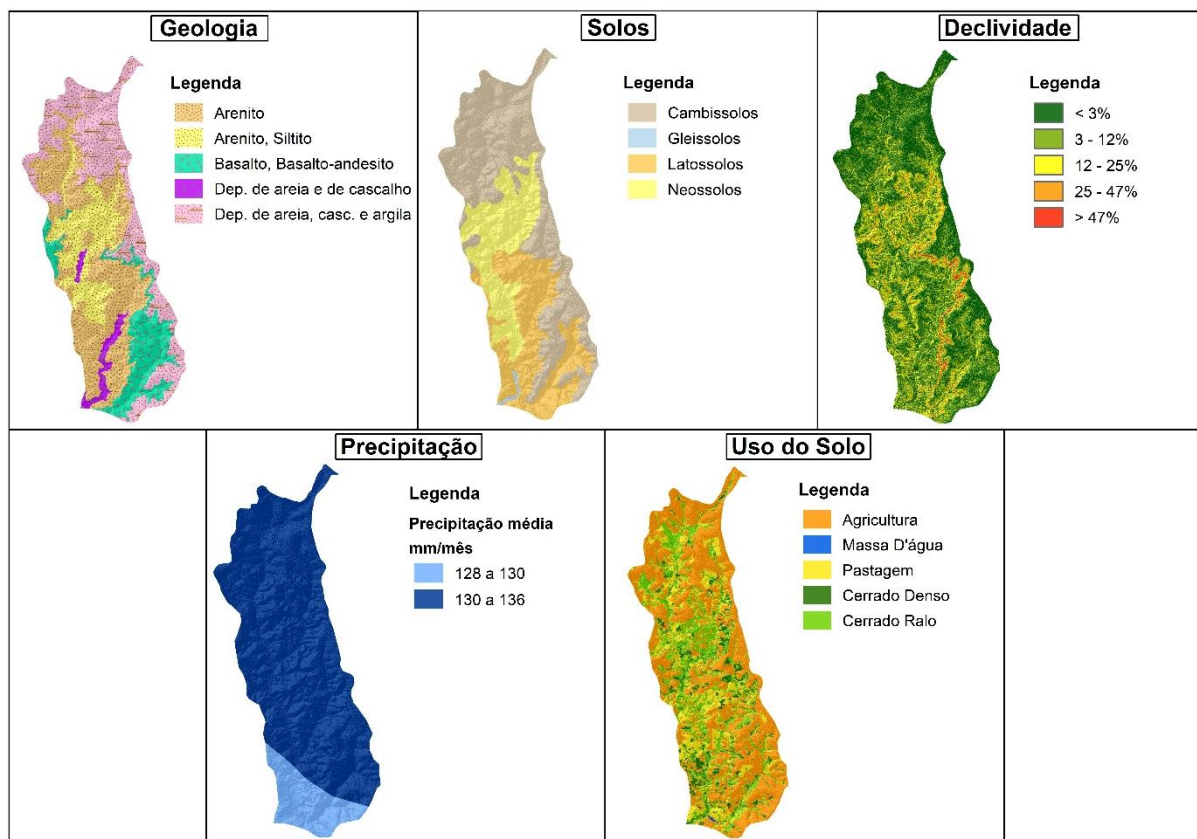 Geologia
Legenda
Arenito
Arenito, Siltito
Basalto, Basalto-andesito
Dep. de areia e de cascalho
Dep. de areia, casc. e argila
Solos
Legenda
Cambissolos
Gleissolos
Latossolos
Neossolos
Declividade
Legenda
< 3%
3 - 12%
12 - 25%
25 - 47%
> 47%
Precipitação
Legenda
Precipitação média
mm/mês
128 a 130
130 a 136
Uso do Solo
Legenda
Agricultura
Massa D'água
Pastagem
Cerrado Denso
Cerrado Ralo